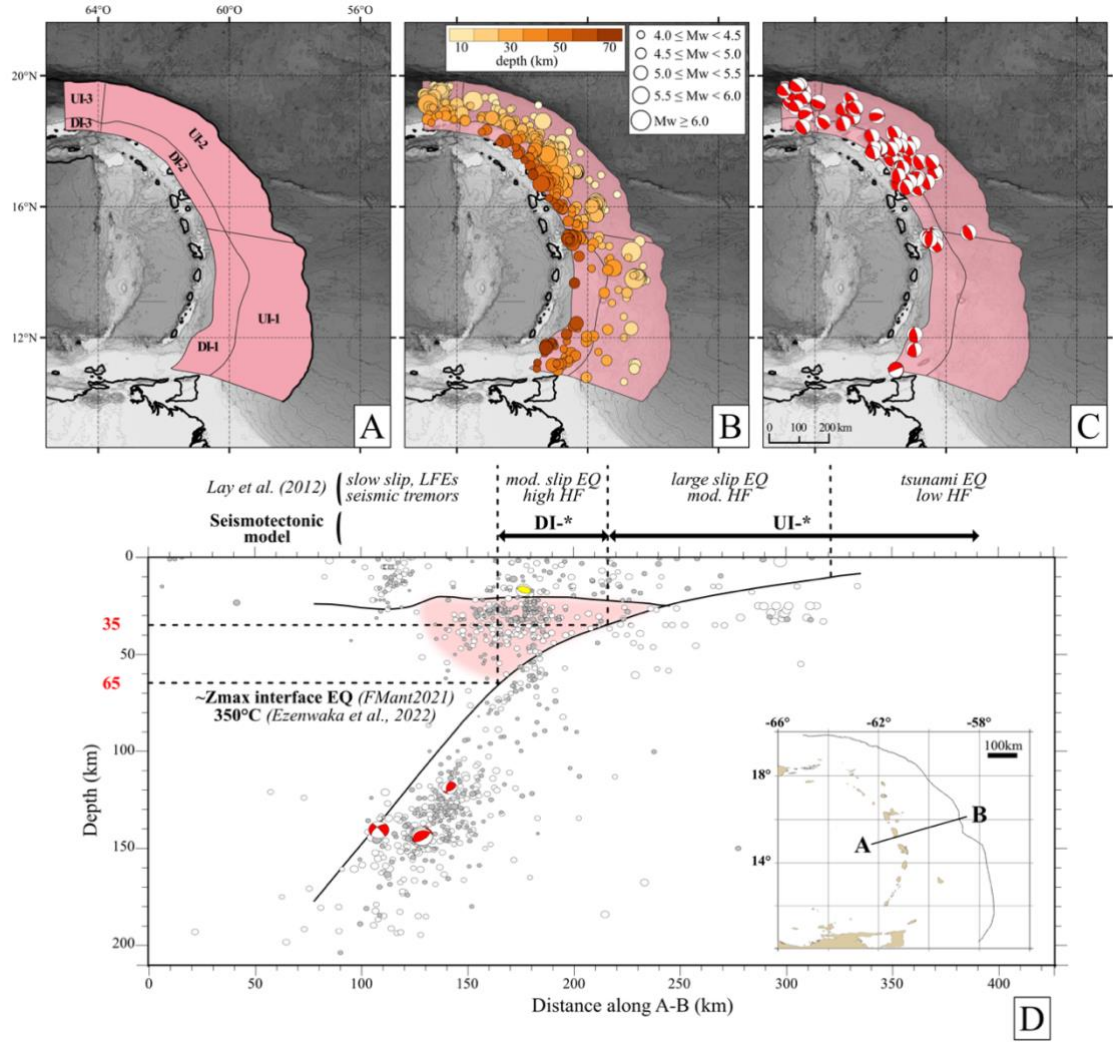 64°O 60°O 56°O
20°N
16°N
12°N
UI-3
DI-3
UI-2
DI-2
UI-1
DI-1
A
10 30 50 70
depth (km)
4.0 ≤ Mw < 4.5
4.5 ≤ Mw < 5.0
5.0 ≤ Mw < 5.5
5.5 ≤ Mw < 6.0
Mw ≥ 6.0
B
0 100 200 km
C
Lay et al. (2012)
slow slip, LFEs
seismic tremors
mod. slip EQ
high HF
large slip EQ
mod. HF
tsunami EQ
low HF
Seismotectonic
model
DI-*
UI-*
0
35
50
65
100
150
200
Depth (km)
~Zmax interface EQ (FMant2021)
350°C (Ezenwaka et al., 2022)
-66° -62° -58°
100km
18°
14°
A
B
0 50 100 150 200 250 300 350 400
Distance along A-B (km)
D